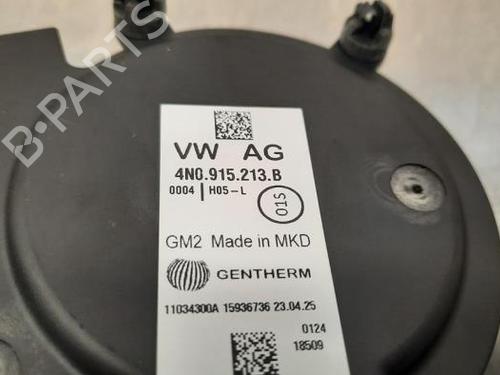 B-PARTS
VW AG
4N0.915.213.B
0004 | H05-L
01S
GM2 Made in MKD
GENTHERM
11034300A 15936736 23.04.25
0124
18509